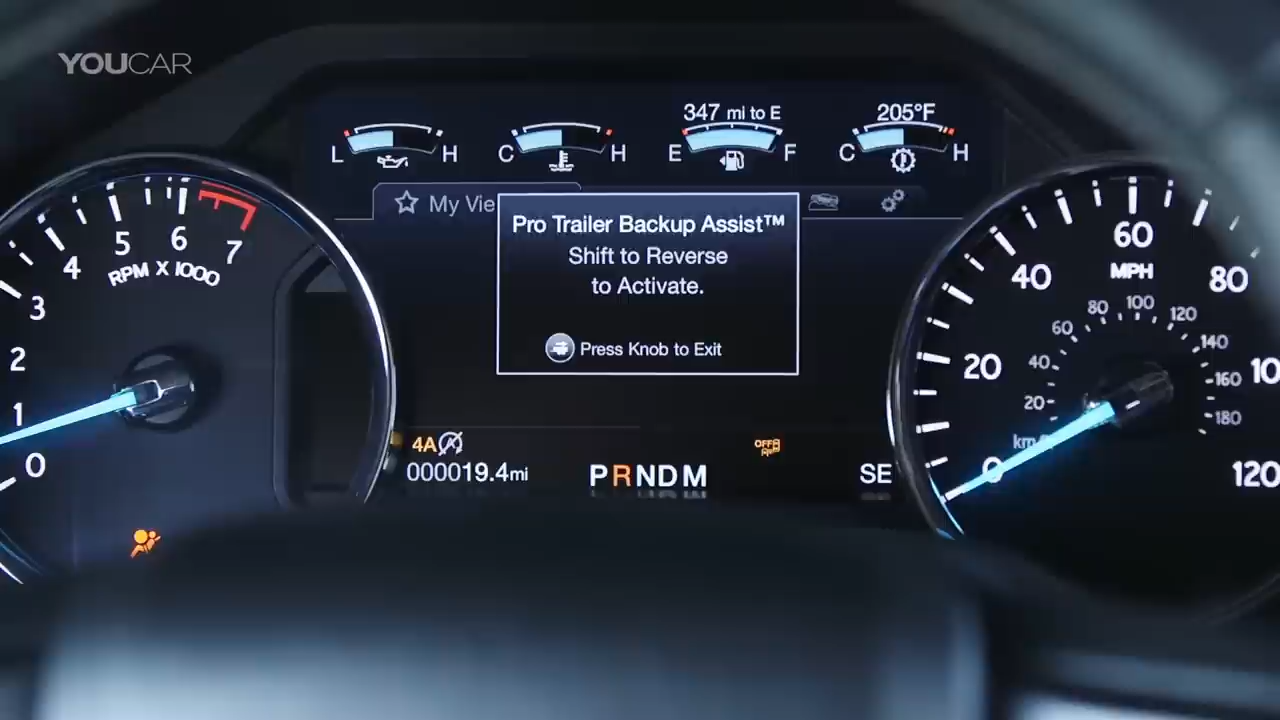 YOUCAR
347 mi to E
205°F
L H
C H
E F
C H
My Vie
Pro Trailer Backup Assist™
Shift to Reverse
to Activate.
Press Knob to Exit
0 1 2 3 4 5 6 7
RPM X 1000
4A
000019.4mi
PRNDM
OFF
SE
0 20 40 60 80 10 120
MPH
20 40 60 80 100 120 140 160 180
km